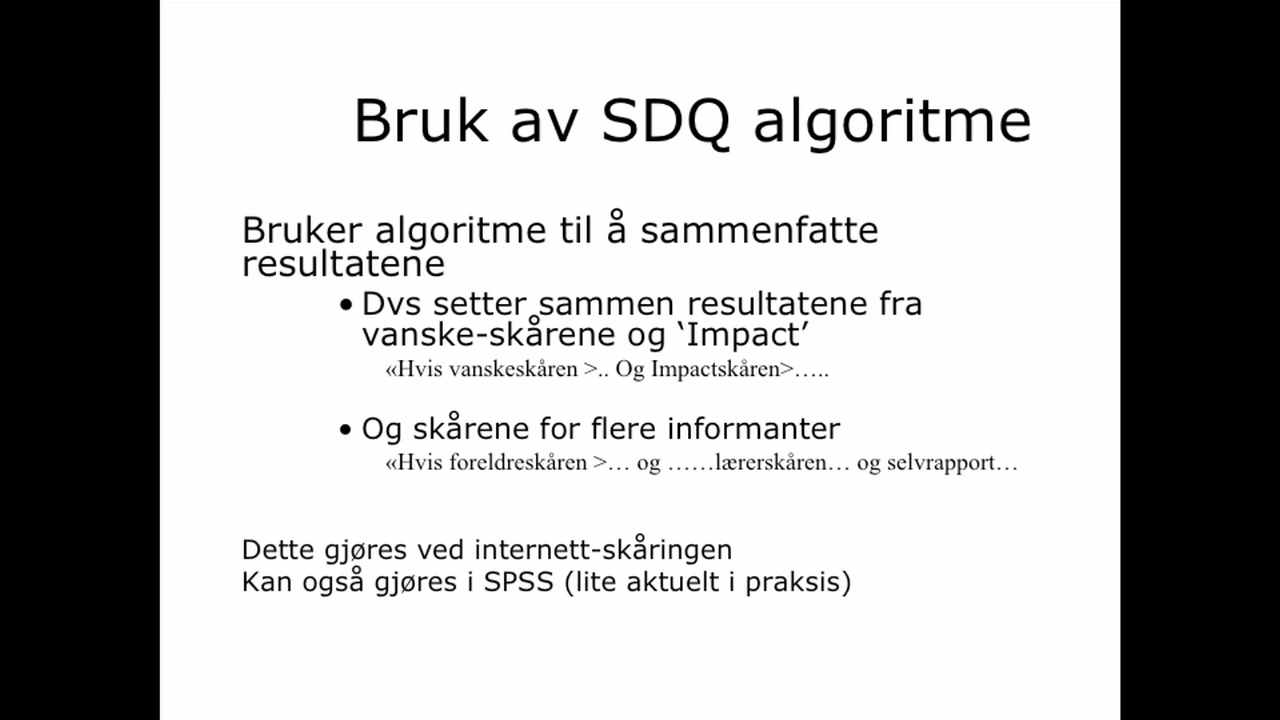 Bruk av SDQ algoritme
Bruker algoritme til å sammenfatte
resultatene
• Dvs setter sammen resultatene fra
vanske-skårene og ‘Impact’
«Hvis vanskeskåren >.. Og Impactskåren>…..
• Og skårene for flere informanter
«Hvis foreldreskåren >… og ……lærerskåren… og selvrapport…
Dette gjøres ved internett-skåringen
Kan også gjøres i SPSS (lite aktuelt i praksis)